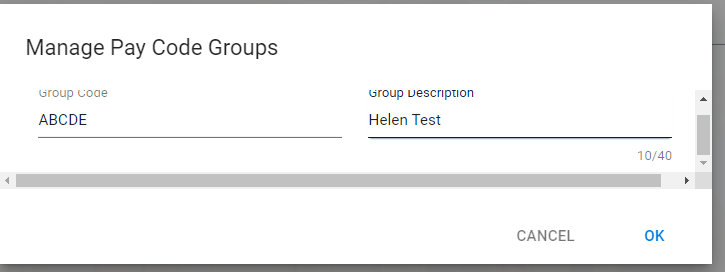 Manage Pay Code Groups
Group Code
Group Description
ABCDE
Helen Test
10/40
CANCEL
OK